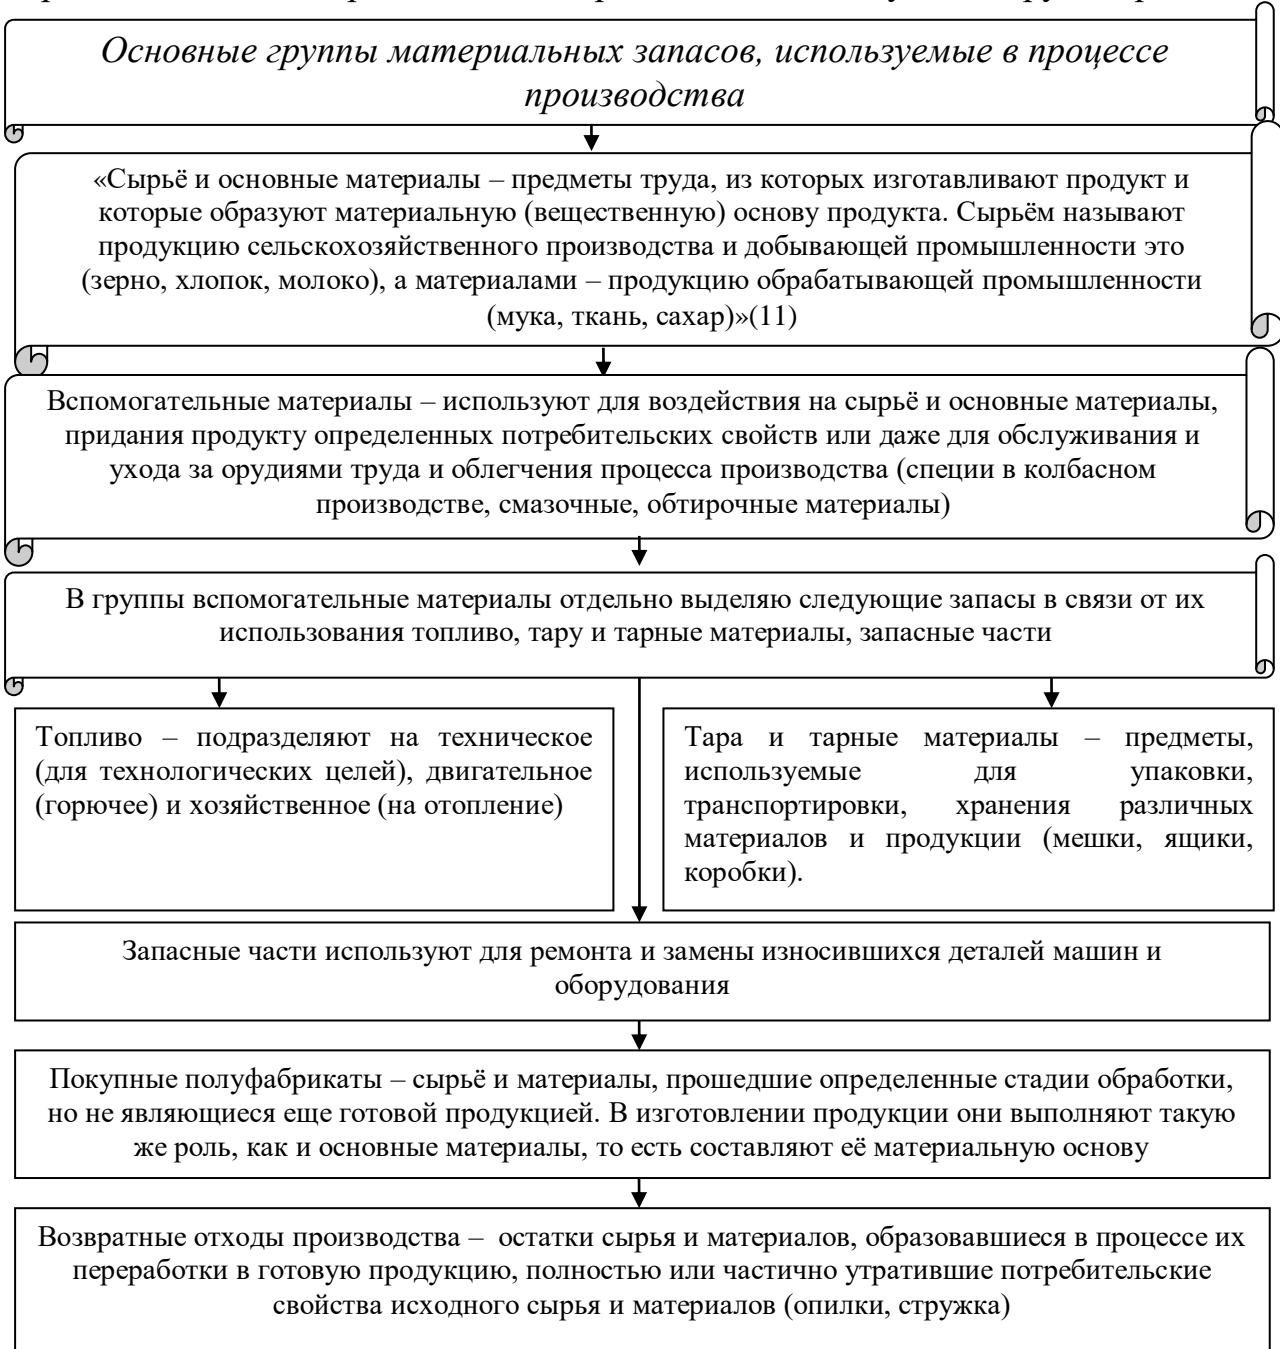 Основные группы материальных запасов, используемые в процессе
производства
«Сырьё и основные материалы – предметы труда, из которых изготавливают продукт и
которые образуют материальную (вещественную) основу продукта. Сырьём называют
продукцию сельскохозяйственного производства и добывающей промышленности это
(зерно, хлопок, молоко), а материалами – продукцию обрабатывающей промышленности
(мука, ткань, сахар)»(11)
Вспомогательные материалы – используют для воздействия на сырьё и основные материалы,
придания продукту определенных потребительских свойств или даже для обслуживания и
ухода за орудиями труда и облегчения процесса производства (специи в колбасном
производстве, смазочные, обтирочные материалы)
В группы вспомогательные материалы отдельно выделяю следующие запасы в связи от их
использования топливо, тару и тарные материалы, запасные части
Топливо – подразделяют на техническое
(для технологических целей), двигательное
(горючее) и хозяйственное (на отопление)
Тара и тарные материалы – предметы,
используемые для упаковки,
транспортировки, хранения различных
материалов и продукции (мешки, ящики,
коробки).
Запасные части используют для ремонта и замены износившихся деталей машин и
оборудования
Покупные полуфабрикаты – сырьё и материалы, прошедшие определенные стадии обработки,
но не являющиеся еще готовой продукцией. В изготовлении продукции они выполняют такую
же роль, как и основные материалы, то есть составляют её материальную основу
Возвратные отходы производства – остатки сырья и материалов, образовавшиеся в процессе их
переработки в готовую продукцию, полностью или частично утратившие потребительские
свойства исходного сырья и материалов (опилки, стружка)